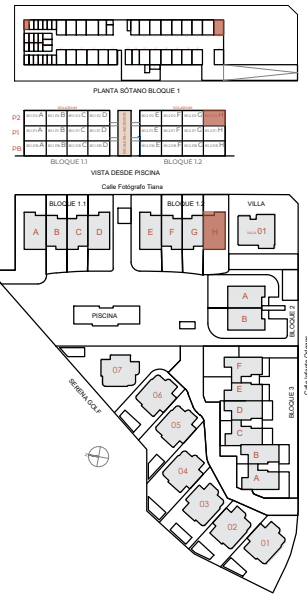 PLANTA SÓTANO BLOQUE 1
P2 A B C D E F G H
P1 A B C D E F G H
PB A B C D E F G H
BLOQUE 1.1 BLOQUE 1.2
VISTA DESDE PISCINA
Calle Fotógrafo Tiana
BLOQUE 1.1 BLOQUE 1.2 VILLA
A B C D E F G H 01
A
B
BLOQUE 2
PISCINA
07
06
05
04
03
02
01
SERENA GOLF
F
E
D
C
B
A
BLOQUE 3